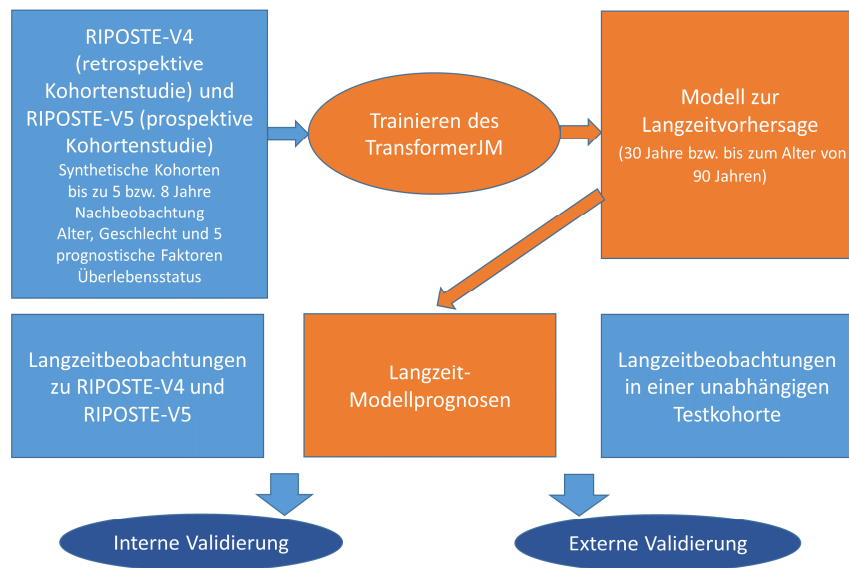 RIPOSTE-V4
(retrospektive
Kohortenstudie) und
RIPOSTE-V5 (prospektive
Kohortenstudie)
Synthetische Kohorten
bis zu 5 bzw. 8 Jahre
Nachbeobachtung
Alter, Geschlecht und 5
prognostische Faktoren
Überlebensstatus
Trainieren des
TransformerJM
Modell zur
Langzeitvorhersage
(30 Jahre bzw. bis zum Alter von
90 Jahren)
Langzeitbeobachtungen
zu RIPOSTE-V4 und
RIPOSTE-V5
Langzeit-
Modellprognosen
Langzeitbeobachtungen
in einer unabhängigen
Testkohorte
Interne Validierung
Externe Validierung